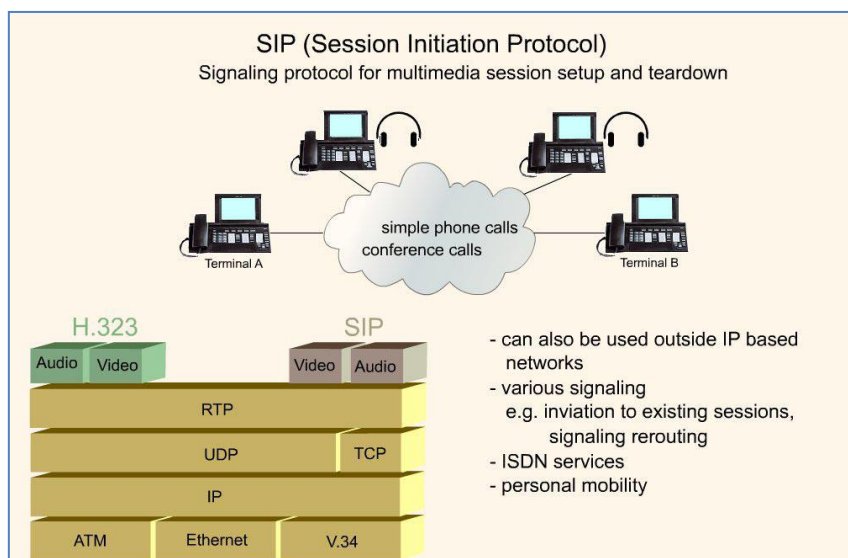 SIP (Session Initiation Protocol)
Signaling protocol for multimedia session setup and teardown
simple phone calls
conference calls
Terminal A
Terminal B
H.323
SIP
Audio
Video
Video
Audio
RTP
UDP
TCP
IP
ATM
Ethernet
V.34
- can also be used outside IP based
networks
- various signaling
e.g. inviation to existing sessions,
signaling rerouting
- ISDN services
- personal mobility